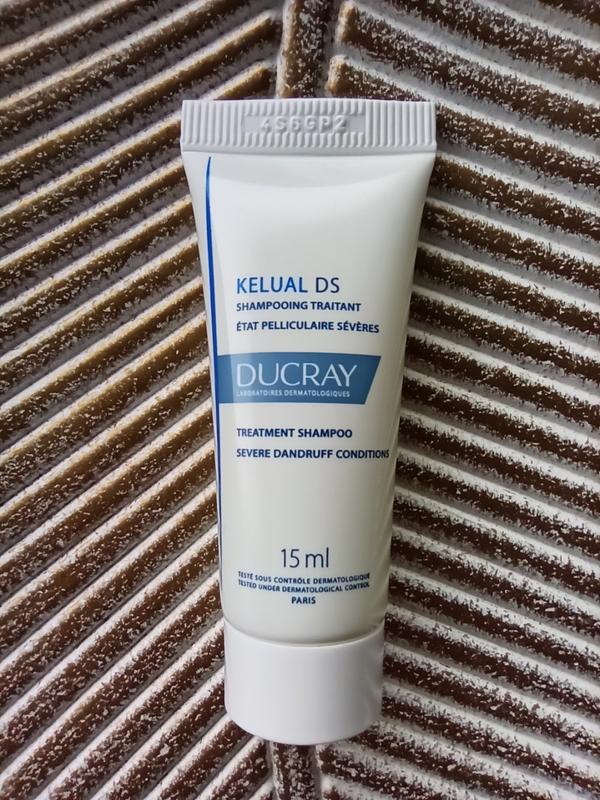 4S6GP2
KELUAL DS
SHAMPOOING TRAITANT
ÉTAT PELLICULAIRE SÉVÈRES
DUCRAY
LABORATOIRES DERMATOLOGIQUES
TREATMENT SHAMPOO
SEVERE DANDRUFF CONDITIONS
15 ml
TESTÉ SOUS CONTRÔLE DERMATOLOGIQUE
TESTED UNDER DERMATOLOGICAL CONTROL
PARIS